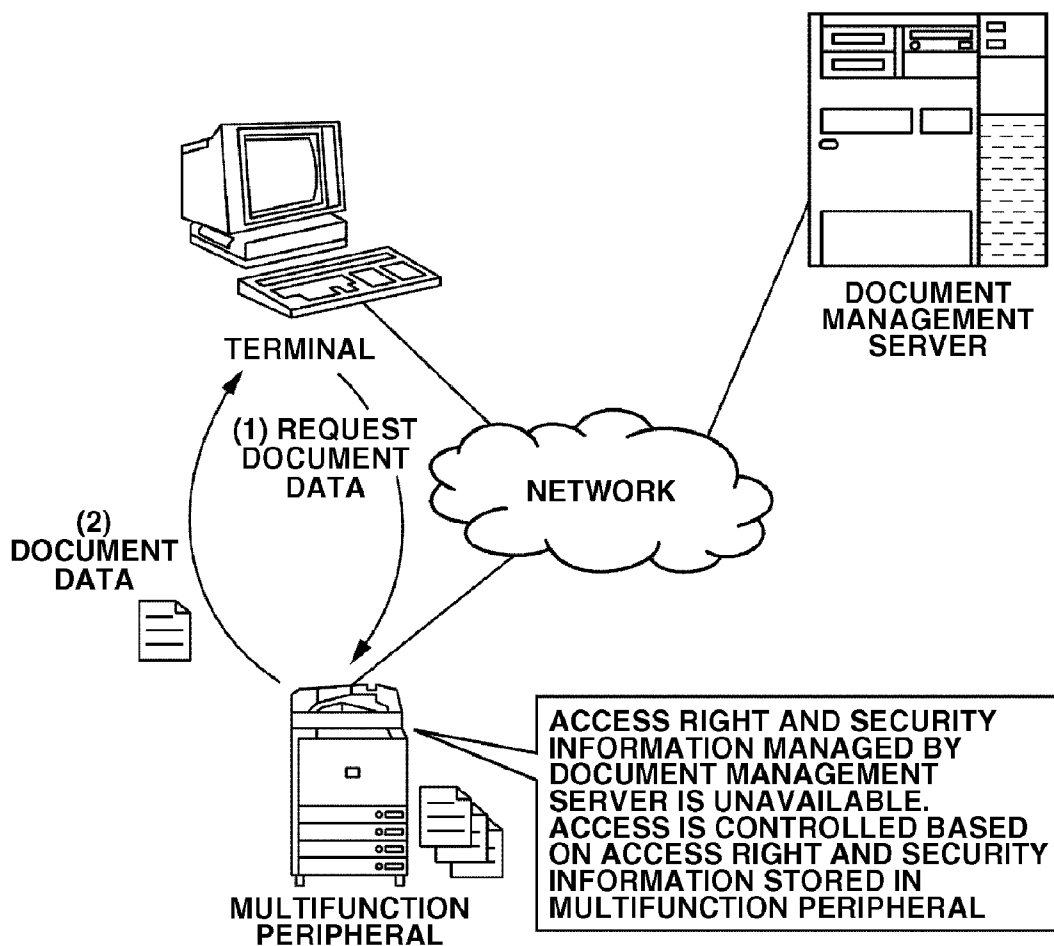 DOCUMENT
MANAGEMENT
SERVER
TERMINAL
(1) REQUEST
DOCUMENT
DATA
NETWORK
(2)
DOCUMENT
DATA
ACCESS RIGHT AND SECURITY
INFORMATION MANAGED BY
DOCUMENT MANAGEMENT
SERVER IS UNAVAILABLE.
ACCESS IS CONTROLLED BASED
ON ACCESS RIGHT AND SECURITY
INFORMATION STORED IN
MULTIFUNCTION PERIPHERAL
MULTIFUNCTION
PERIPHERAL